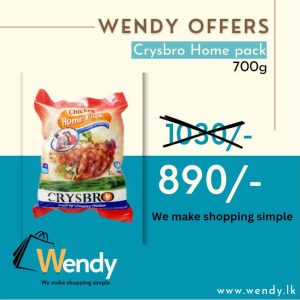 WENDY OFFERS
Crysbro Home pack
700g
Chicken
Home Pack
CRYSBRO
1030/-
890/-
We make shopping simple
Wendy
We make shopping simple
www.wendy.lk